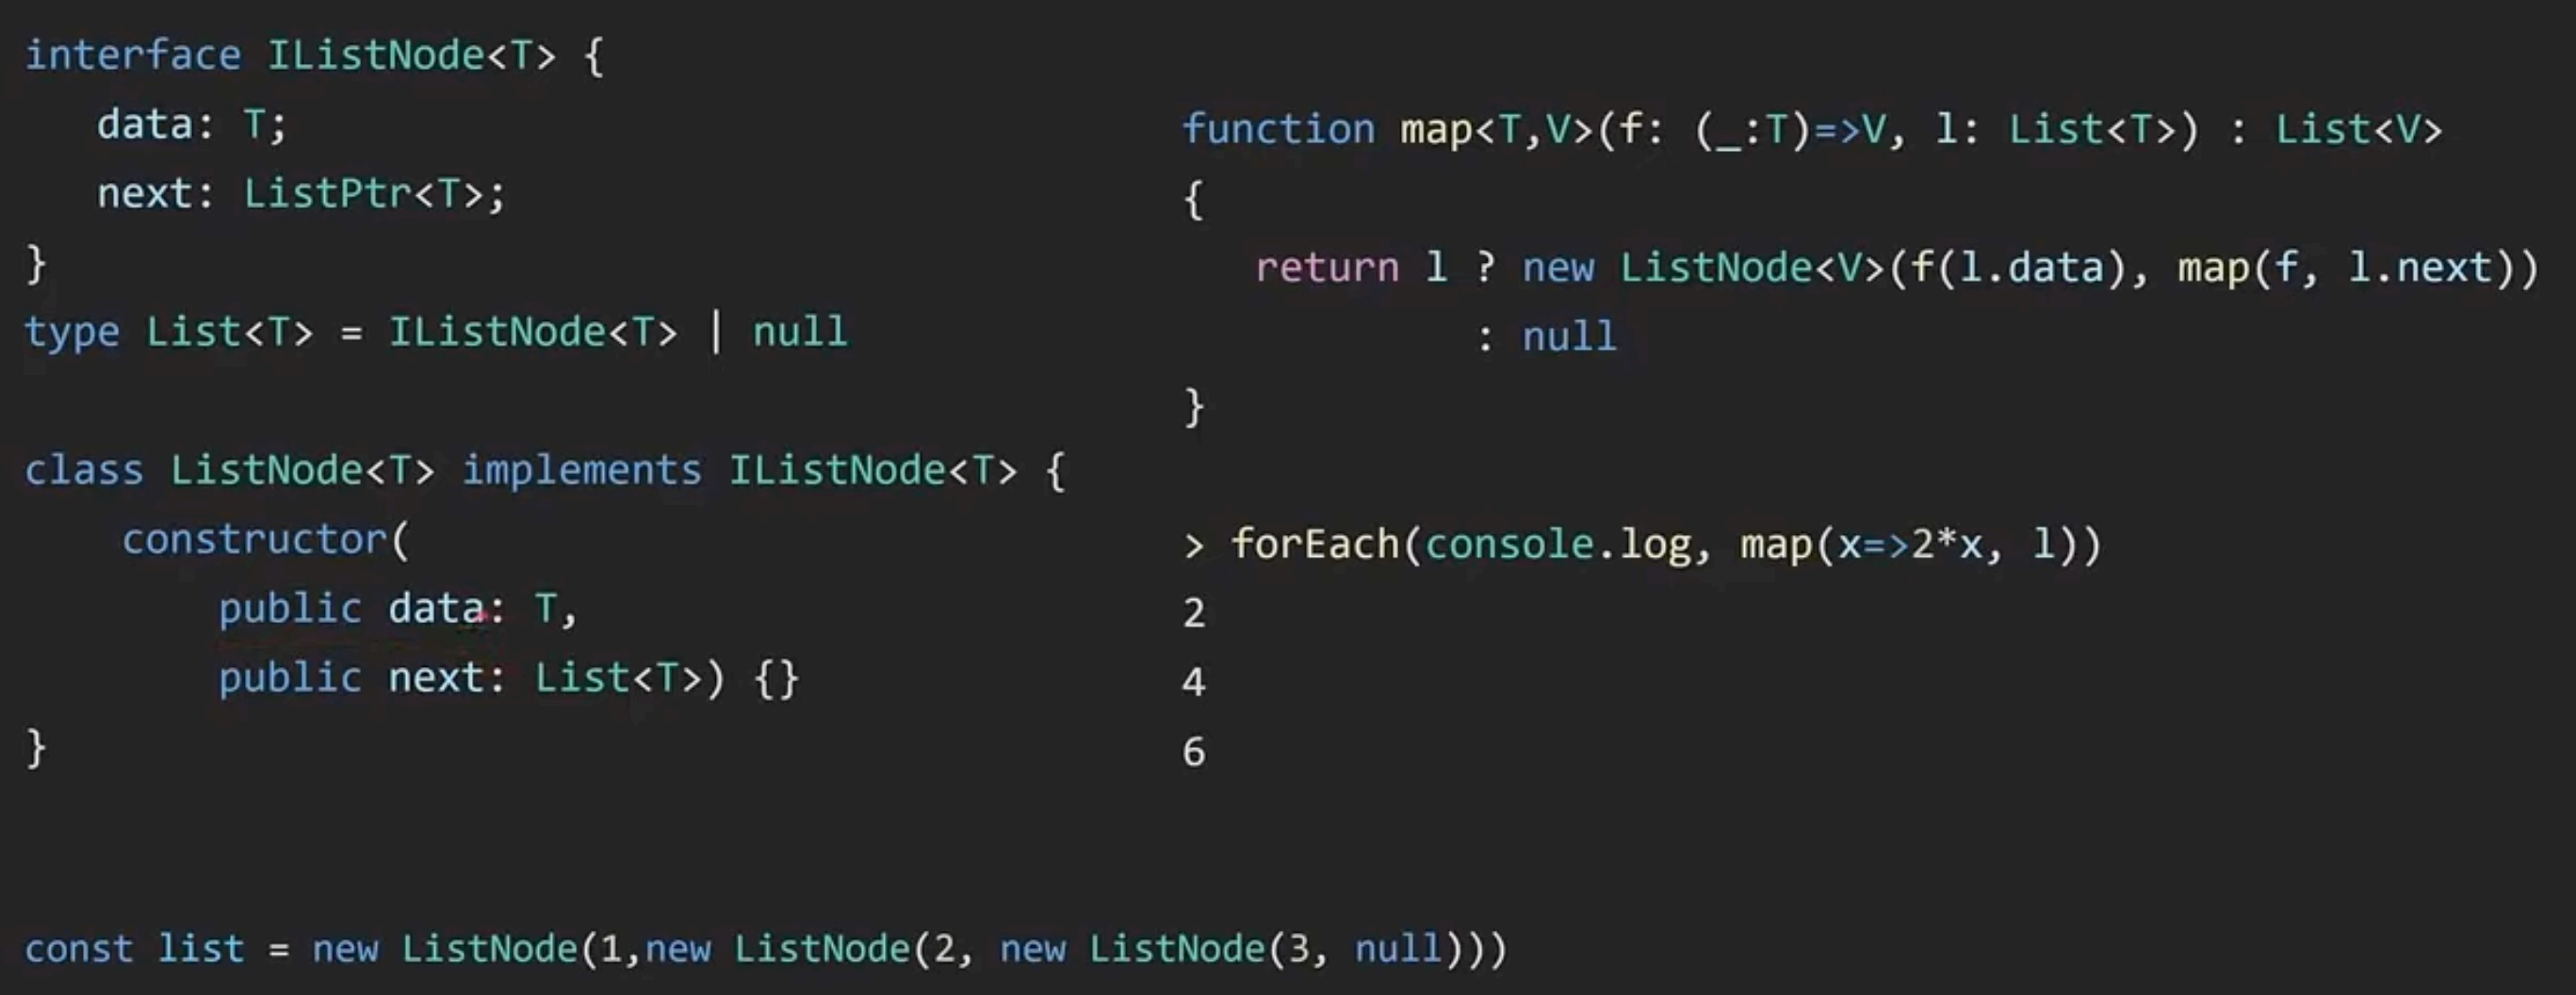 interface IListNode<T> {
data: T;
next: ListPtr<T>;
}
type List<T> = IListNode<T> | null
class ListNode<T> implements IListNode<T> {
constructor(
public data: T,
public next: List<T>) {}
}
function map<T,V>(f: (_:T)=>V, l: List<T>) : List<V>
{
return l ? new ListNode<V>(f(l.data), map(f, l.next))
: null
}
> forEach(console.log, map(x=>2*x, l))
2
4
6
const list = new ListNode(1,new ListNode(2, new ListNode(3, null)))